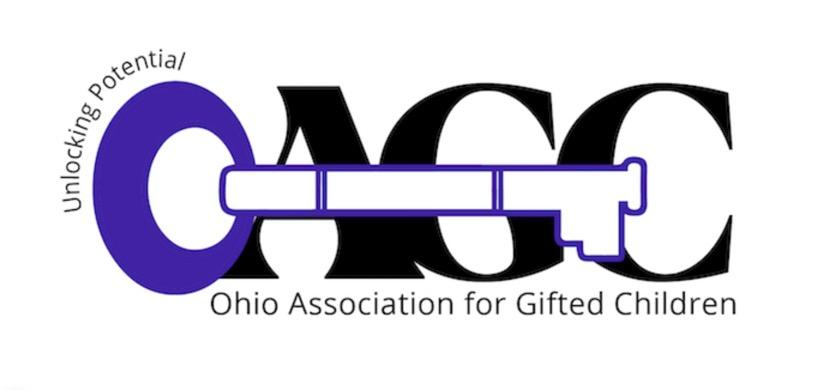 Unlocking Potential
OAGC
Ohio Association for Gifted Children